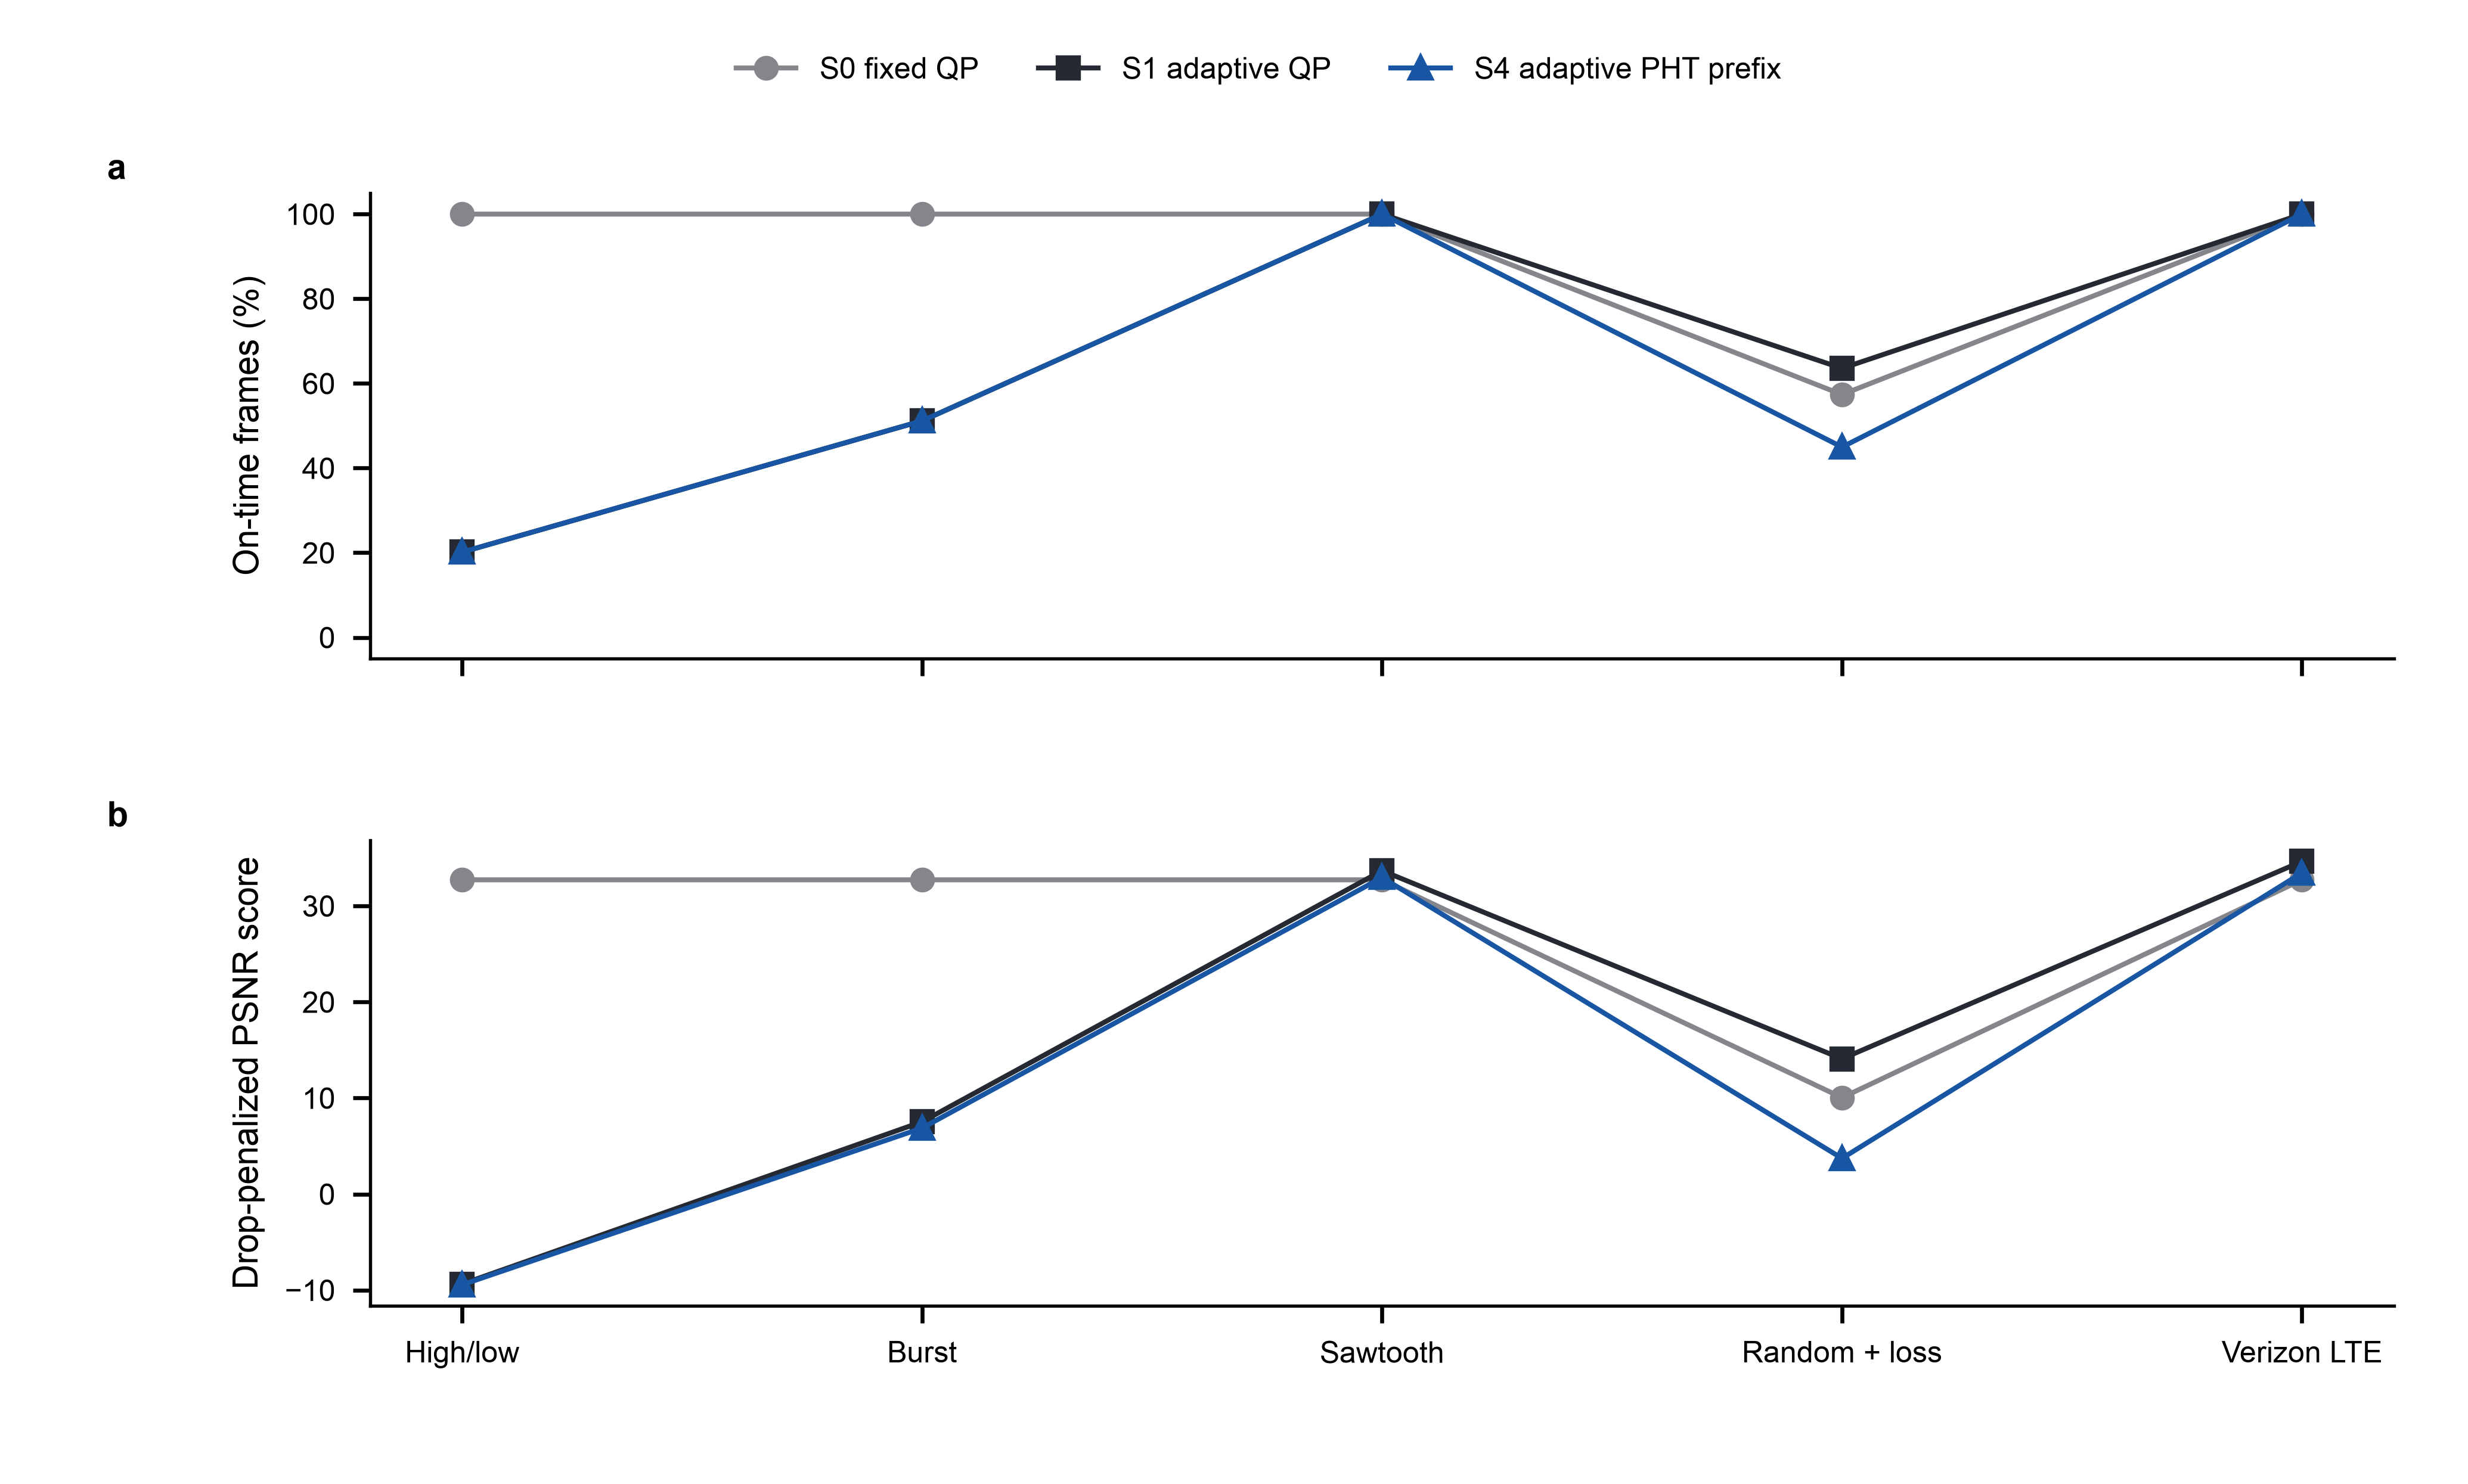 S0 fixed QP S1 adaptive QP S4 adaptive PHT prefix
a
On-time frames (%)
100
80
60
40
20
0
b
Drop-penalized PSNR score
30
20
10
0
−10
High/low Burst Sawtooth Random + loss Verizon LTE